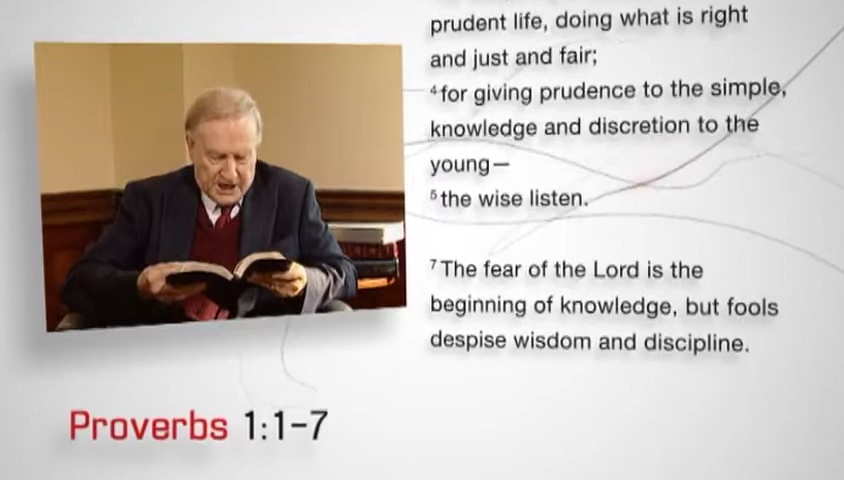 prudent life, doing what is right
and just and fair;
⁴for giving prudence to the simple,
knowledge and discretion to the
young—
⁵the wise listen.
⁷The fear of the Lord is the
beginning of knowledge, but fools
despise wisdom and discipline.
Proverbs 1:1-7